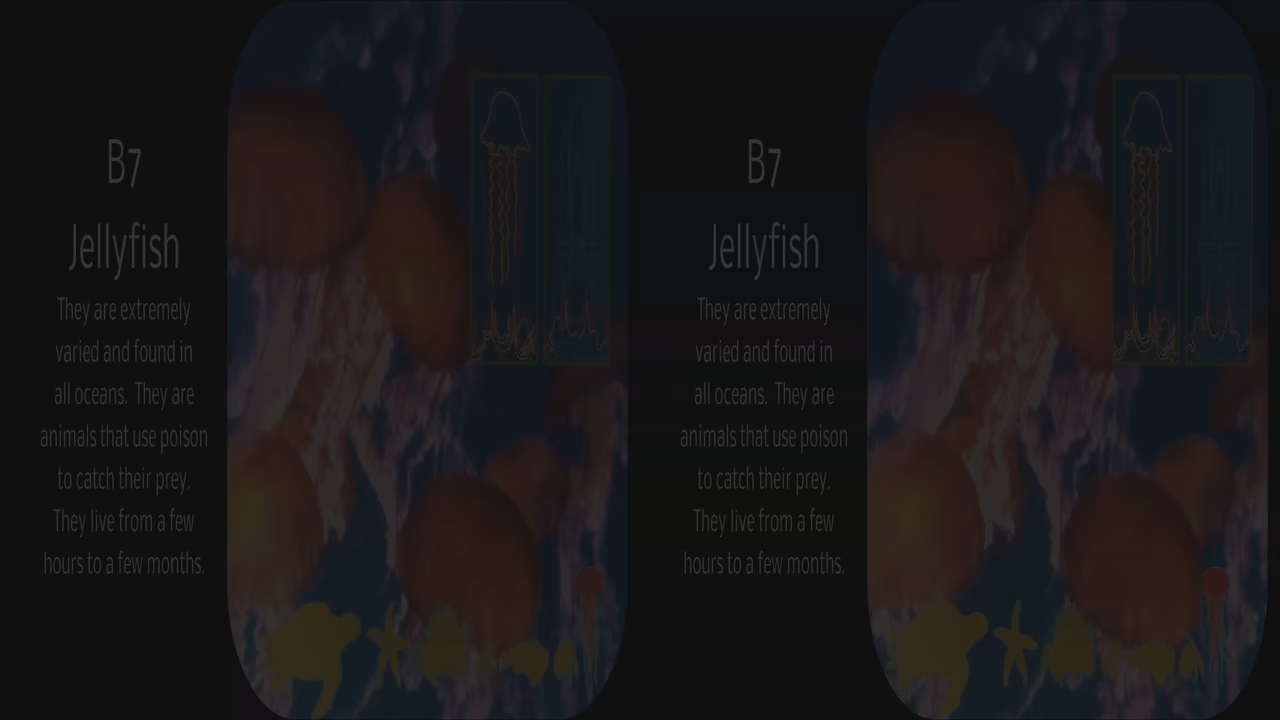 B7
Jellyfish
They are extremely
varied and found in
all oceans. They are
animals that use poison
to catch their prey.
They live from a few
hours to a few months.
B7
Jellyfish
They are extremely
varied and found in
all oceans. They are
animals that use poison
to catch their prey.
They live from a few
hours to a few months.